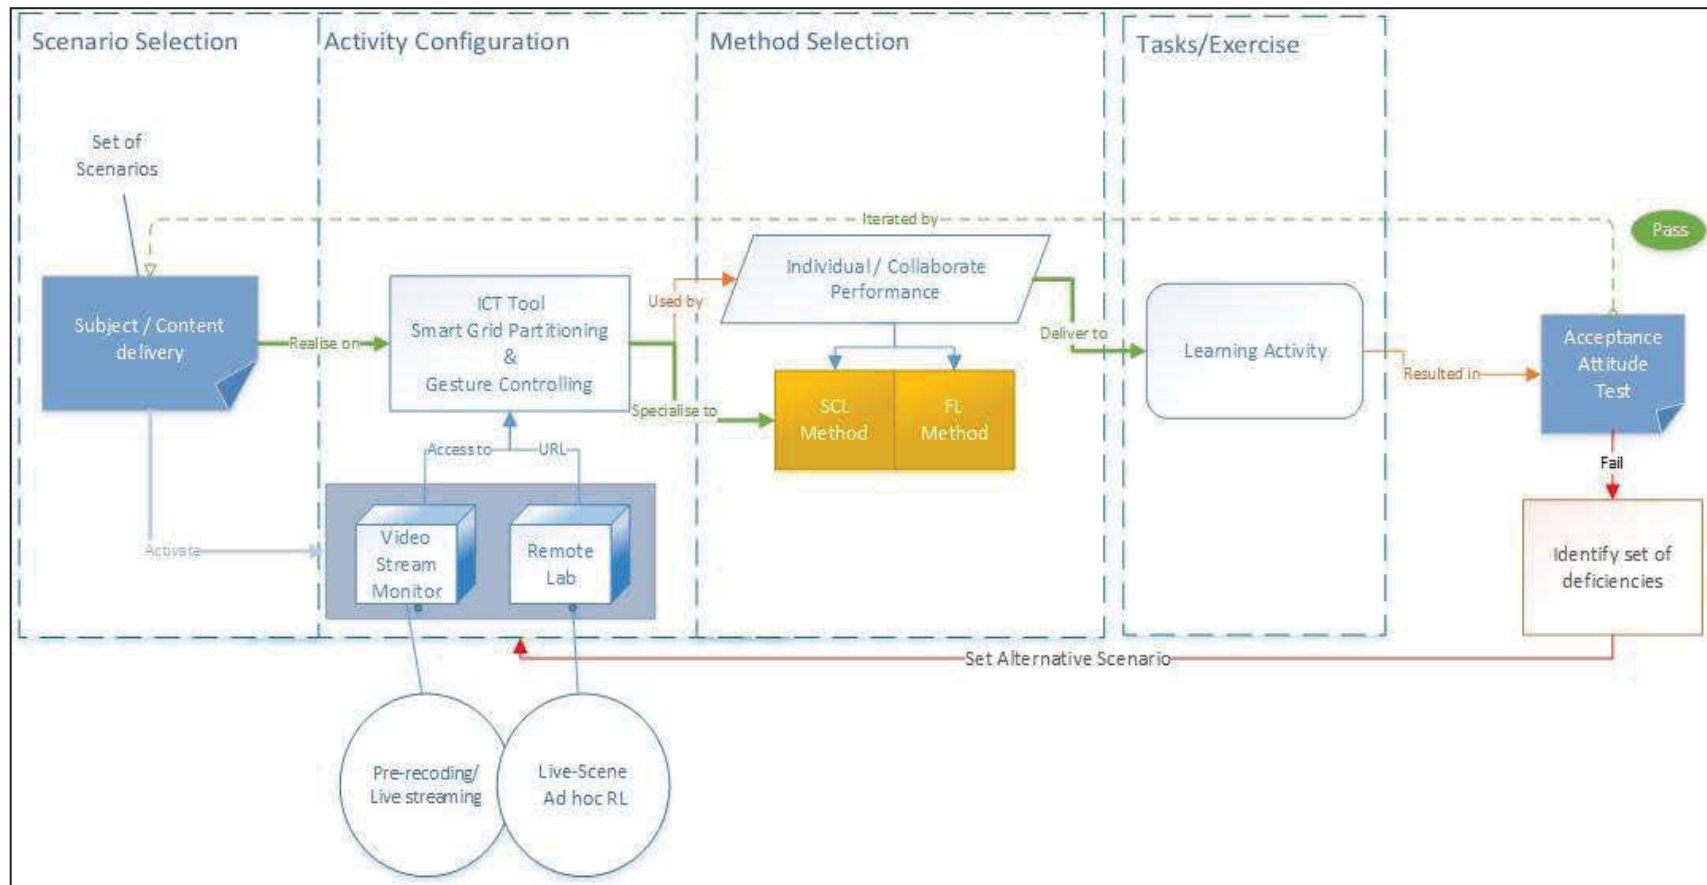 Scenario Selection
Activity Configuration
Method Selection
Tasks/Exercise
Set of
Scenarios
Iterated by
Pass
Subject / Content
delivery
Realise on
ICT Tool
Smart Grid Partitioning
&
Gesture Controlling
Used by
Specialise to
Individual / Collaborate
Performance
SCL
Method
FL
Method
Deliver to
Learning Activity
Resulted in
Acceptance
Attitude
Test
Fail
Identify set of
deficiencies
Access to
URL
Activate
Video
Stream
Monitor
Remote
Lab
Set Alternative Scenario
Pre-recoding/
Live streaming
Live-Scene
Ad hoc RL